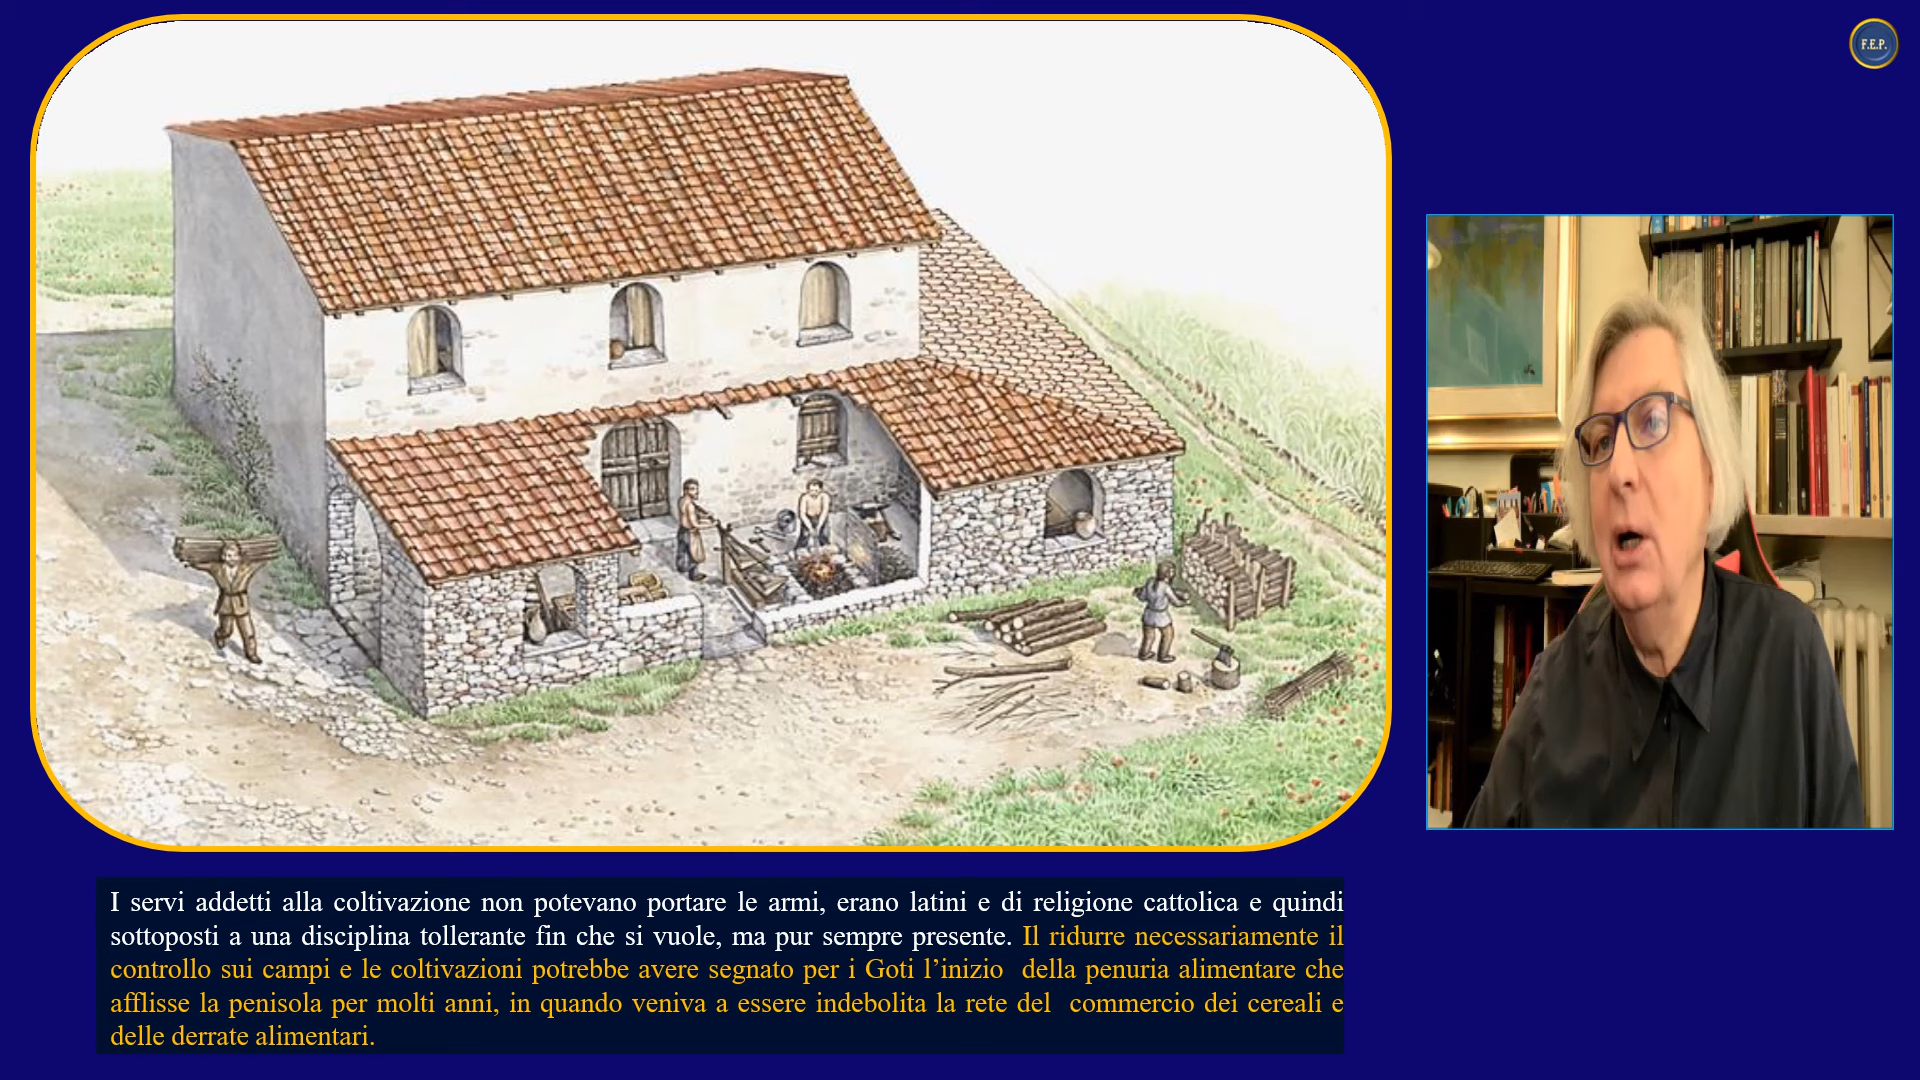 F.E.P.
I servi addetti alla coltivazione non potevano portare le armi, erano latini e di religione cattolica e quindi
sottoposti a una disciplina tollerante fin che si vuole, ma pur sempre presente. Il ridurre necessariamente il
controllo sui campi e le coltivazioni potrebbe avere segnato per i Goti l’inizio  della penuria alimentare che
afflisse la penisola per molti anni, in quando veniva a essere indebolita la rete del  commercio dei cereali e
delle derrate alimentari.